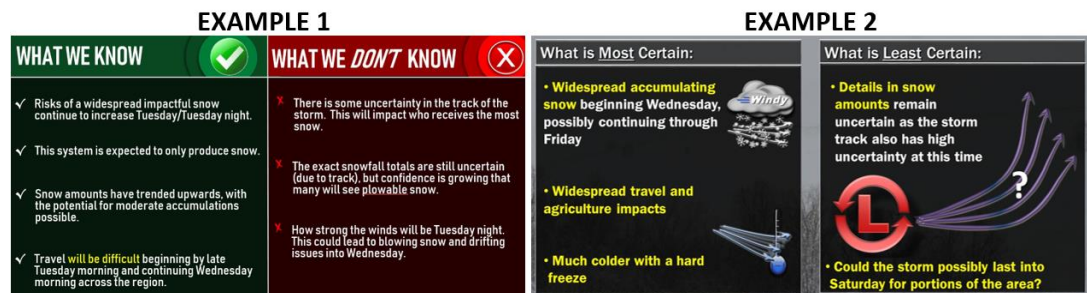 EXAMPLE 1
WHAT WE KNOW
✓ Risks of a widespread impactful snow
continue to increase Tuesday/Tuesday night.
✓ This system is expected to only produce snow.
✓ Snow amounts have trended upwards, with
the potential for moderate accumulations
possible.
✓ Travel will be difficult beginning by late
Tuesday morning and continuing Wednesday
morning across the region.
WHAT WE DON'T KNOW
X There is some uncertainty in the track of the
storm. This will impact who receives the most
snow.
X The exact snowfall totals are still uncertain
(due to track), but confidence is growing that
many will see plowable snow.
X How strong the winds will be Tuesday night.
This could lead to blowing snow and drifting
issues into Wednesday.
EXAMPLE 2
What is Most Certain:
• Widespread accumulating
snow beginning Wednesday,
possibly continuing through
Friday
Windy
• Widespread travel and
agriculture impacts
• Much colder with a hard
freeze
What is Least Certain:
• Details in snow
amounts remain
uncertain as the storm
track also has high
uncertainty at this time
?
L
• Could the storm possibly last into
Saturday for portions of the area?